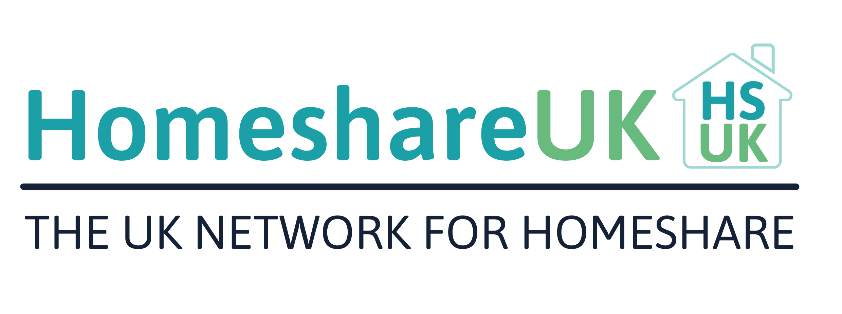 HomeshareUK
HS
UK
THE UK NETWORK FOR HOMESHARE